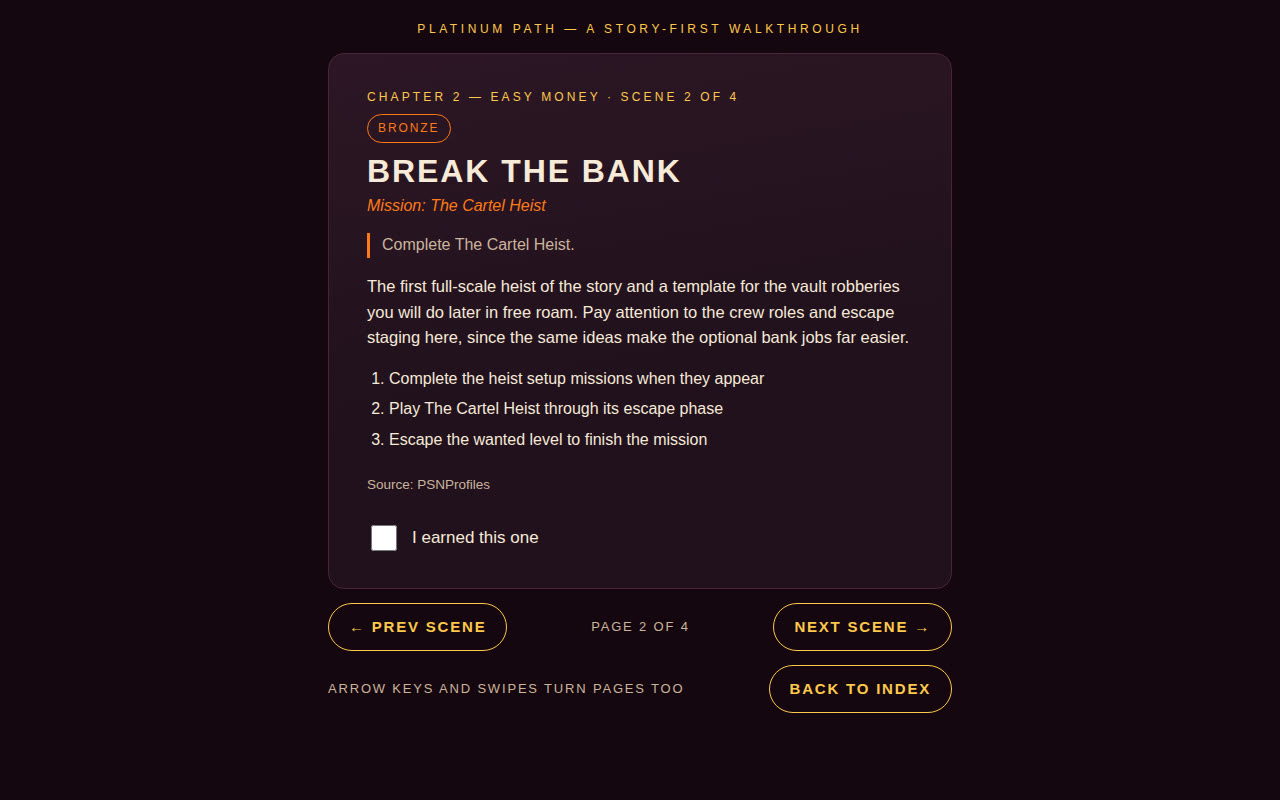 PLATINUM PATH — A STORY-FIRST WALKTHROUGH
CHAPTER 2 — EASY MONEY · SCENE 2 OF 4
BRONZE
BREAK THE BANK
Mission: The Cartel Heist
Complete The Cartel Heist.
The first full-scale heist of the story and a template for the vault robberies
you will do later in free roam. Pay attention to the crew roles and escape
staging here, since the same ideas make the optional bank jobs far easier.
1. Complete the heist setup missions when they appear
2. Play The Cartel Heist through its escape phase
3. Escape the wanted level to finish the mission
Source: PSNProfiles
I earned this one
← PREV SCENE
PAGE 2 OF 4
NEXT SCENE →
ARROW KEYS AND SWIPES TURN PAGES TOO
BACK TO INDEX